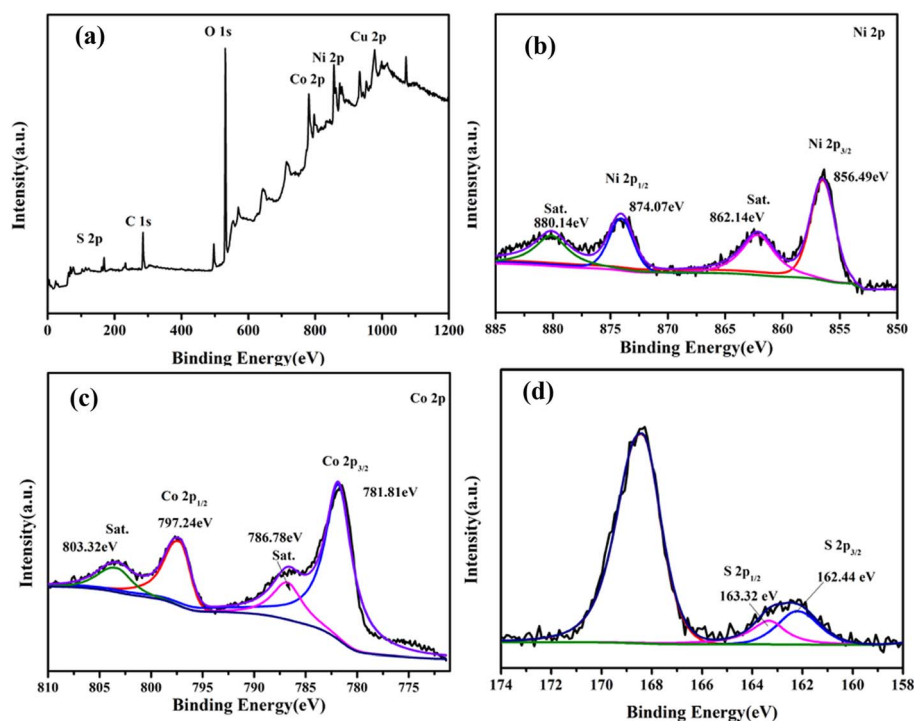 (a)
O 1s
Cu 2p
Ni 2p
Co 2p
C 1s
S 2p
Intensity(a.u.)
0 200 400 600 800 1000 1200
Binding Energy(eV)
(b)
Ni 2p
Ni 2p3/2
856.49eV
Ni 2p1/2
874.07eV
Sat.
880.14eV
Sat.
862.14eV
Intensity(a.u.)
885 880 875 870 865 860 855 850
Binding Energy(eV)
(c)
Co 2p
Co 2p3/2
781.81eV
Co 2p1/2
797.24eV
Sat.
803.32eV
786.78eV
Sat.
Intensity(a.u.)
810 805 800 795 790 785 780 775
Binding Energy(eV)
(d)
S 2p3/2
162.44 eV
S 2p1/2
163.32 eV
Intensity(a.u.)
174 172 170 168 166 164 162 160 158
Binding Energy(eV)